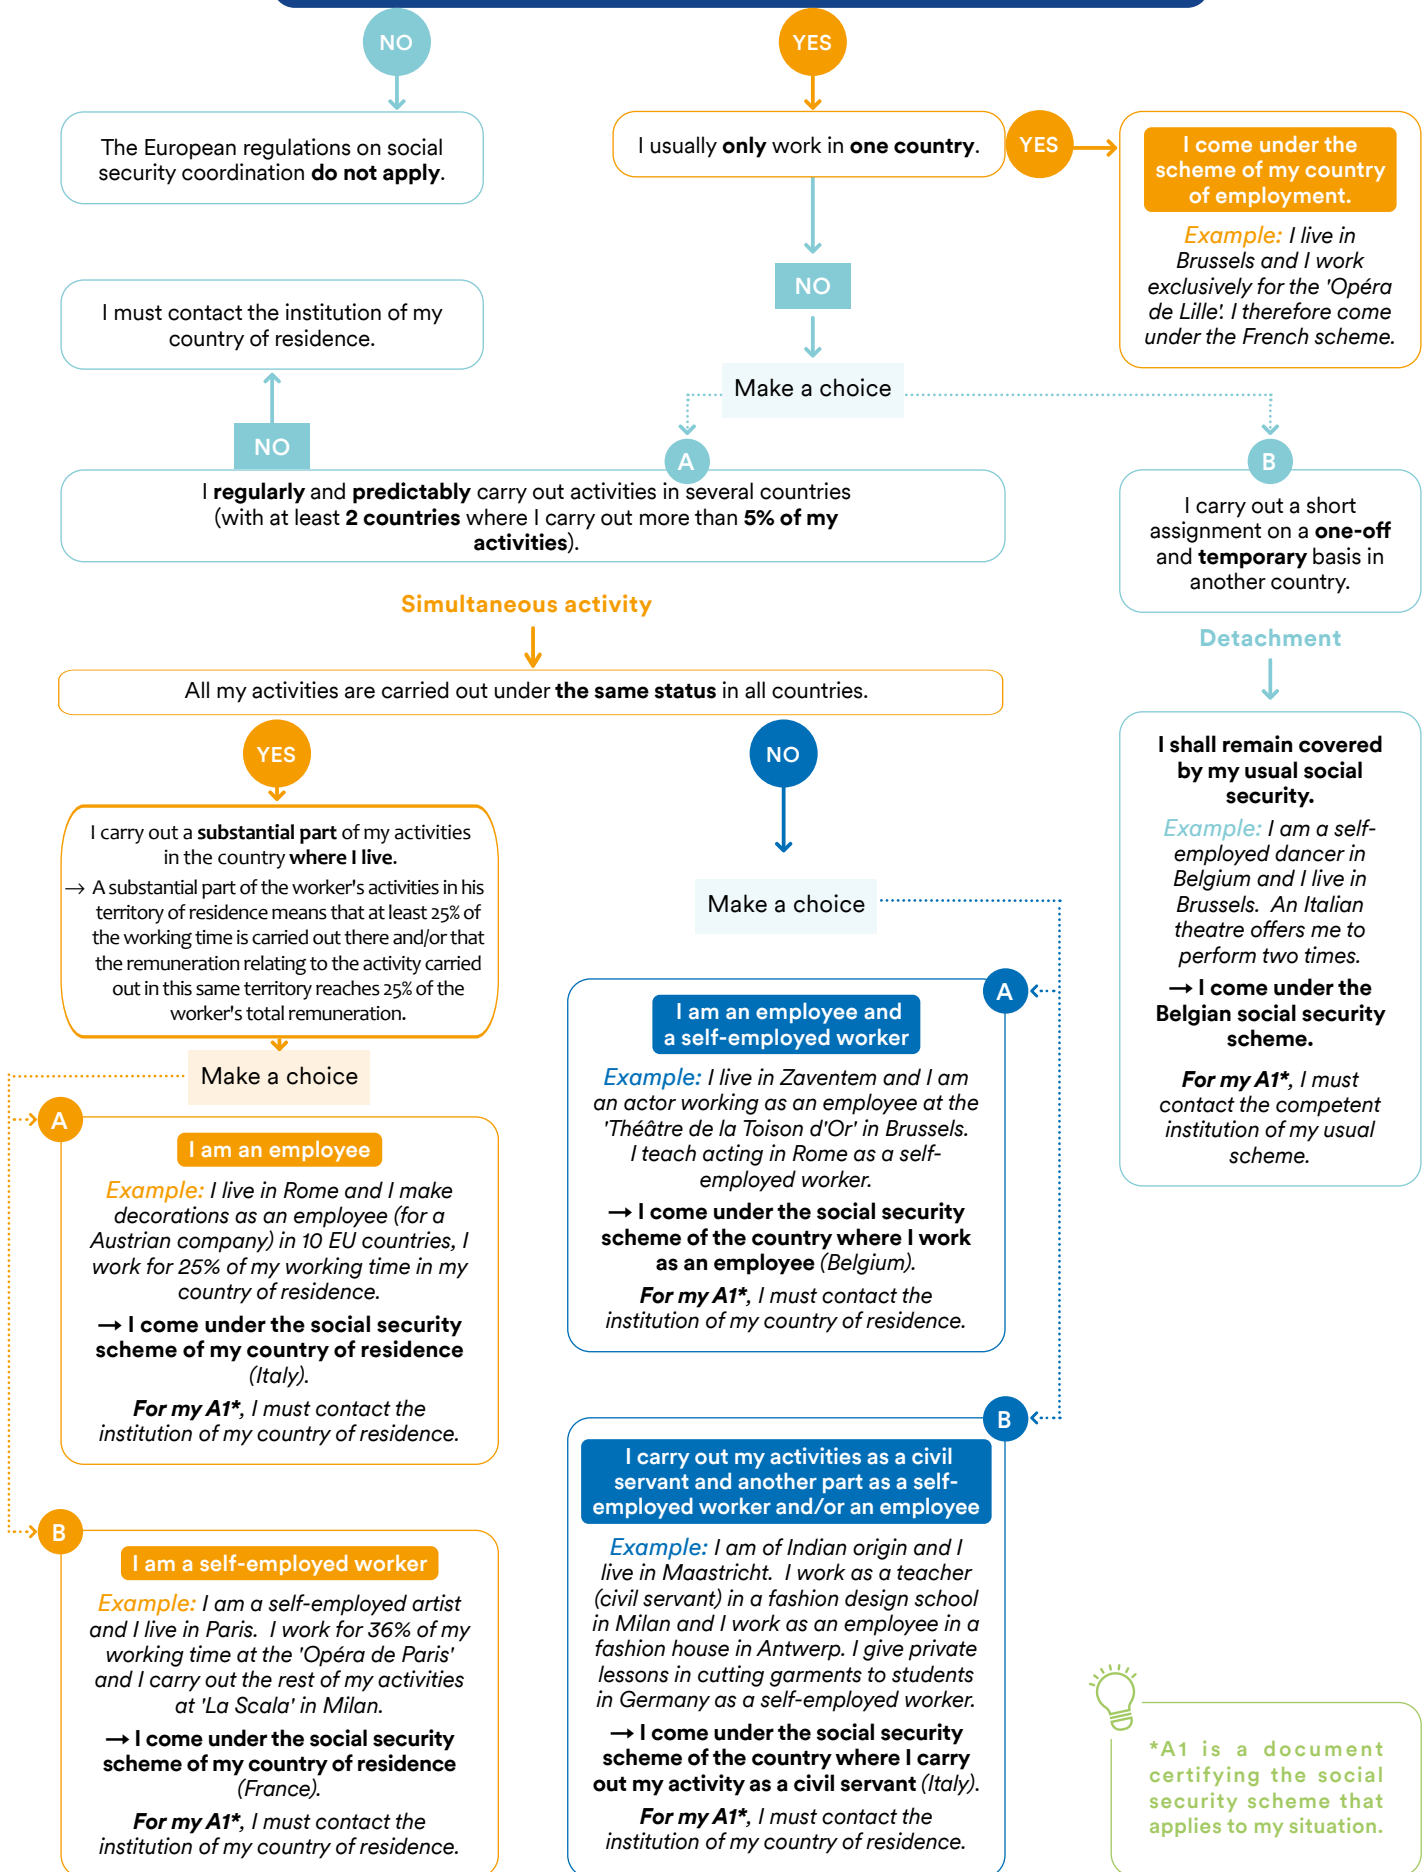 NO
YES
The European regulations on social
security coordination do not apply.
I usually only work in one country.
YES
I come under the
scheme of my country
of employment.
Example: I live in
Brussels and I work
exclusively for the 'Opéra
de Lille'. I therefore come
under the French scheme.
I must contact the institution of my
country of residence.
NO
Make a choice
NO
A
B
I regularly and predictably carry out activities in several countries
(with at least 2 countries where I carry out more than 5% of my
activities).
I carry out a short
assignment on a one-off
and temporary basis in
another country.
Simultaneous activity
Detachment
All my activities are carried out under the same status in all countries.
YES
NO
I carry out a substantial part of my activities
in the country where I live.
→ A substantial part of the worker's activities in his
territory of residence means that at least 25% of
the working time is carried out there and/or that
the remuneration relating to the activity carried
out in this same territory reaches 25% of the
worker's total remuneration.
Make a choice
A
I am an employee
Example: I live in Rome and I make
decorations as an employee (for a
Austrian company) in 10 EU countries, I
work for 25% of my working time in my
country of residence.
→ I come under the social security
scheme of my country of residence
(Italy).
For my A1*, I must contact the
institution of my country of residence.
B
I am a self-employed worker
Example: I am a self-employed artist
and I live in Paris. I work for 36% of my
working time at the 'Opéra de Paris'
and I carry out the rest of my activities
at 'La Scala' in Milan.
→ I come under the social security
scheme of my country of residence
(France).
For my A1*, I must contact the
institution of my country of residence.
Make a choice
A
I am an employee and
a self-employed worker
Example: I live in Zaventem and I am
an actor working as an employee at the
'Théâtre de la Toison d'Or' in Brussels.
I teach acting in Rome as a self-
employed worker.
→ I come under the social security
scheme of the country where I work
as an employee (Belgium).
For my A1*, I must contact the
institution of my country of residence.
B
I carry out my activities as a civil
servant and another part as a self-
employed worker and/or an employee
Example: I am of Indian origin and I
live in Maastricht. I work as a teacher
(civil servant) in a fashion design school
in Milan and I work as an employee in a
fashion house in Antwerp. I give private
lessons in cutting garments to students
in Germany as a self-employed worker.
→ I come under the social security
scheme of the country where I carry
out my activity as a civil servant (Italy).
For my A1*, I must contact the
institution of my country of residence.
I shall remain covered
by my usual social
security.
Example: I am a self-
employed dancer in
Belgium and I live in
Brussels. An Italian
theatre offers me to
perform two times.
→ I come under the
Belgian social security
scheme.
For my A1*, I must
contact the competent
institution of my usual
scheme.
*A1 is a document
certifying the social
security scheme that
applies to my situation.